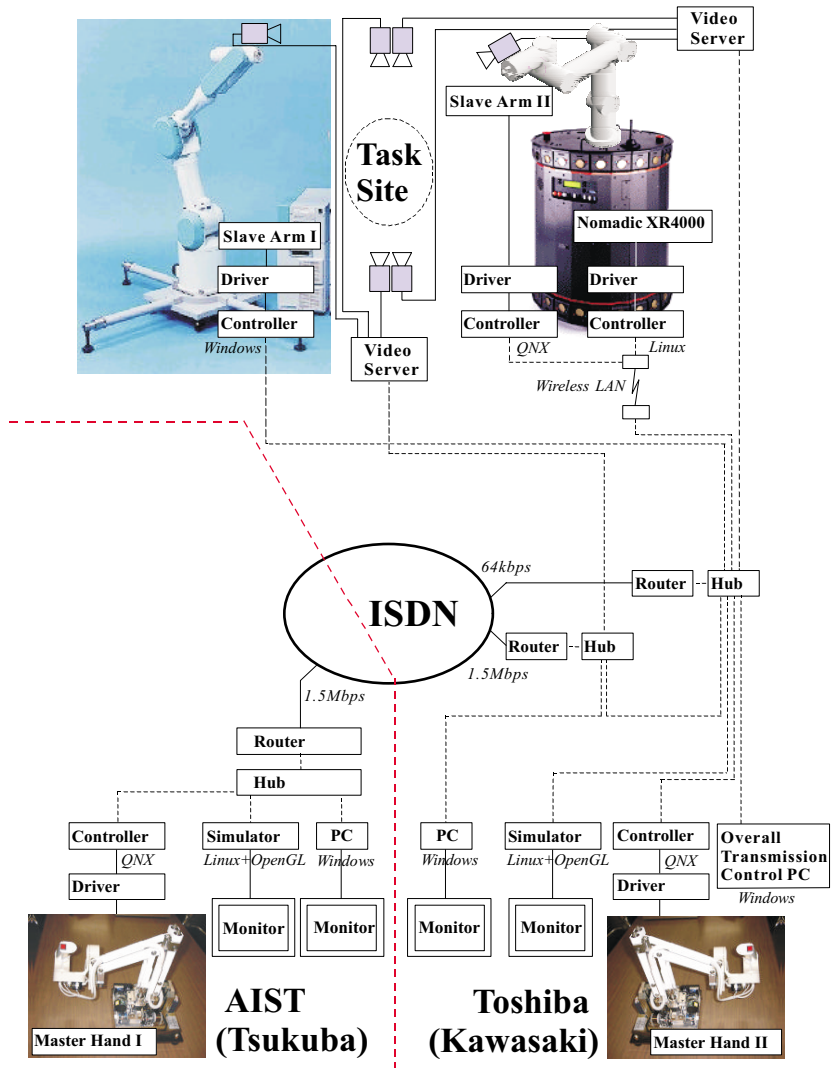 Video
Server
Slave Arm II
Task
Site
Nomadic XR4000
Slave Arm I
Driver
Driver
Driver
Controller
Controller
Controller
Windows
QNX
Linux
Video
Server
Wireless LAN
64kbps
Router
Hub
ISDN
Router
Hub
1.5Mbps
1.5Mbps
Router
Hub
Controller
Simulator
PC
PC
Simulator
Controller
Overall
Transmission
Control PC
QNX
Linux+OpenGL
Windows
Windows
Linux+OpenGL
QNX
Windows
Driver
Driver
Monitor
Monitor
Monitor
Monitor
AIST
(Tsukuba)
Toshiba
(Kawasaki)
Master Hand I
Master Hand II